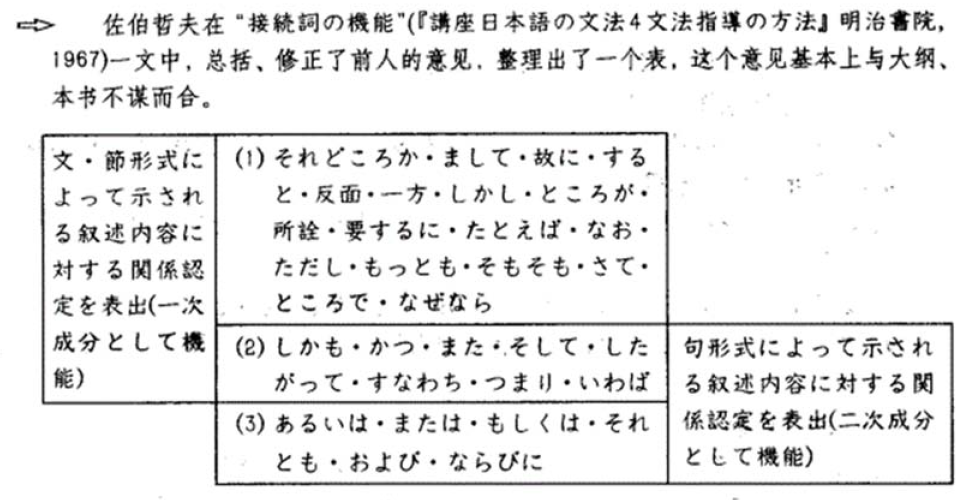 ⇨ 佐伯哲夫在“接続詞の機能”(『講座日本語の文法4文法指導の方法』明治書院,
1967)一文中，总括、修正了前人的意见，整理出了一个表，这个意见基本上与大纲、
本书不谋而合。
文・節形式に
よって示され
る叙述内容に
対する関係認
定を表出(一次
成分として機
能)
(1) それどころか・まして・故に・する
と・反面・一方・しかし・ところが・
所詮・要するに・たとえば・なお・
ただし・もっとも・そもそも・さて・
ところで・なぜなら
(2) しかも・かつ・また・そして・した
がって・すなわち・つまり・いわば
(3) あるいは・または・もしくは・それ
とも・および・ならびに
句形式によって示され
る叙述内容に対する関
係認定を表出(二次成分
として機能)